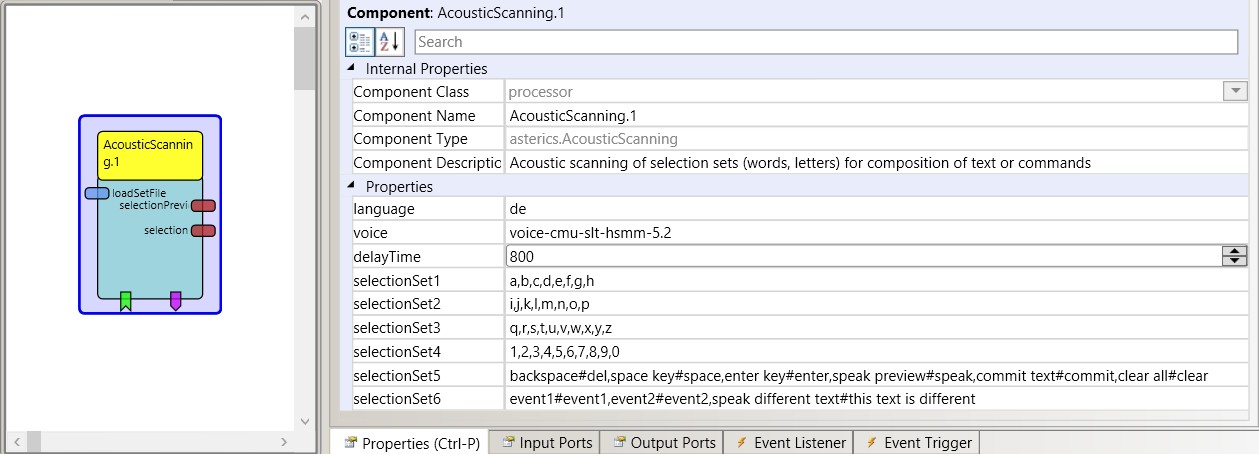 AcousticScannin
g.1
loadSetFile
selectionPrevi
selection
Component: AcousticScanning.1
A
Z
Search
Internal Properties
Component Class processor
Component Name AcousticScanning.1
Component Type asterics.AcousticScanning
Component Descriptic Acoustic scanning of selection sets (words, letters) for composition of text or commands
Properties
language de
voice voice-cmu-slt-hsmm-5.2
delayTime 800
selectionSet1 a,b,c,d,e,f,g,h
selectionSet2 i,j,k,l,m,n,o,p
selectionSet3 q,r,s,t,u,v,w,x,y,z
selectionSet4 1,2,3,4,5,6,7,8,9,0
selectionSet5 backspace#del,space key#space,enter key#enter,speak preview#speak,commit text#commit,clear all#clear
selectionSet6 event1#event1,event2#event2,speak different text#this text is different
Properties (Ctrl-P) Input Ports Output Ports Event Listener Event Trigger